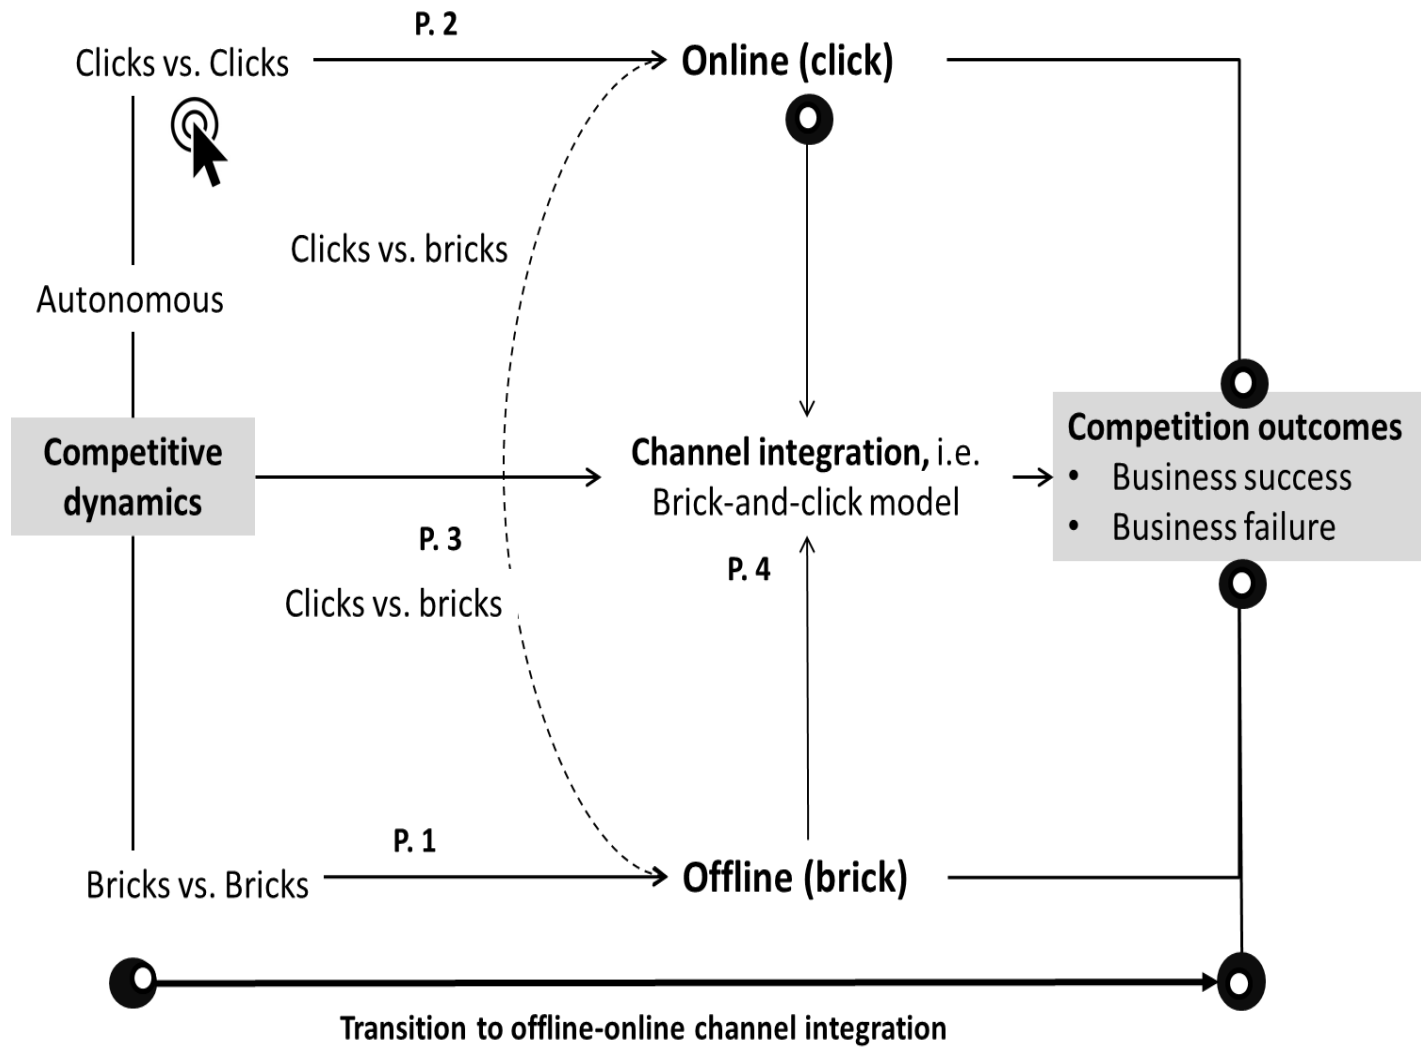 P. 2
Clicks vs. Clicks
Online (click)
Clicks vs. bricks
Autonomous
Competitive
dynamics
Channel integration, i.e.
Brick-and-click model
Competition outcomes
• Business success
• Business failure
P. 3
P. 4
Clicks vs. bricks
P. 1
Bricks vs. Bricks
Offline (brick)
Transition to offline-online channel integration